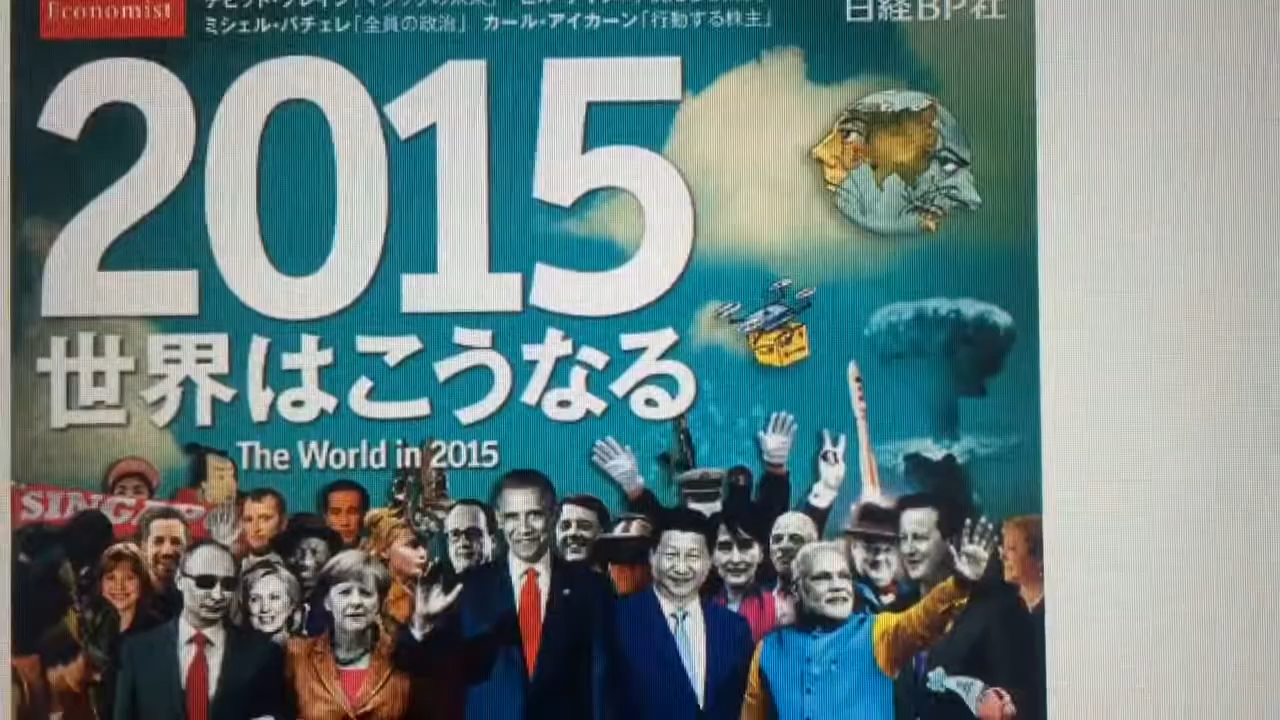 Economist
ミシェル・バチェレ「全員の政治」 カール・アイカーン「行動する株主」
日経BP社
2015
世界はこうなる
The World in 2015